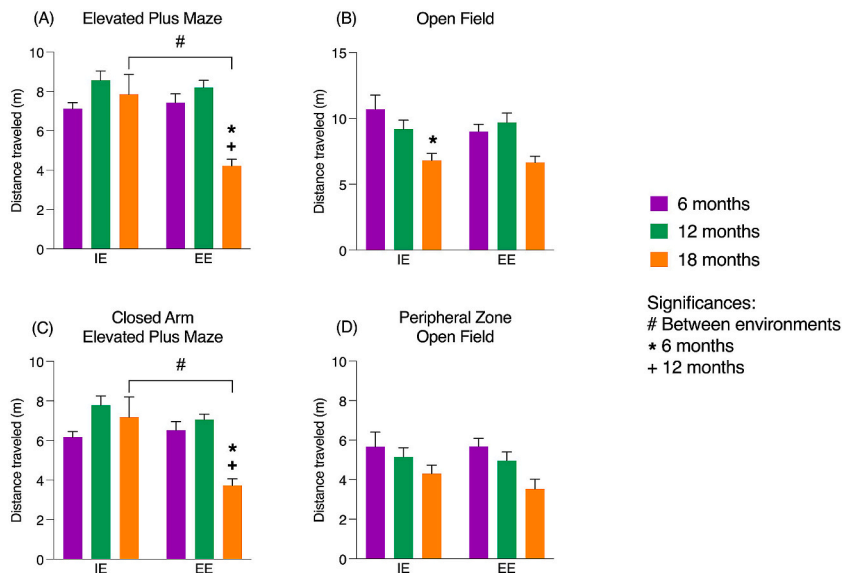 (A)
Elevated Plus Maze
#
10
8
6
4
8
0
Distance traveled (m)
*
+
IE
EE
(B)
Open Field
15
10
5
0
Distance traveled (m)
*
IE
EE
(C)
Closed Arm
Elevated Plus Maze
#
10
8
6
4
8
0
Distance traveled (m)
*
+
IE
EE
(D)
Peripheral Zone
Open Field
10
8
6
4
8
0
Distance traveled (m)
IE
EE
6 months
12 months
18 months
Significances:
# Between environments
* 6 months
+ 12 months